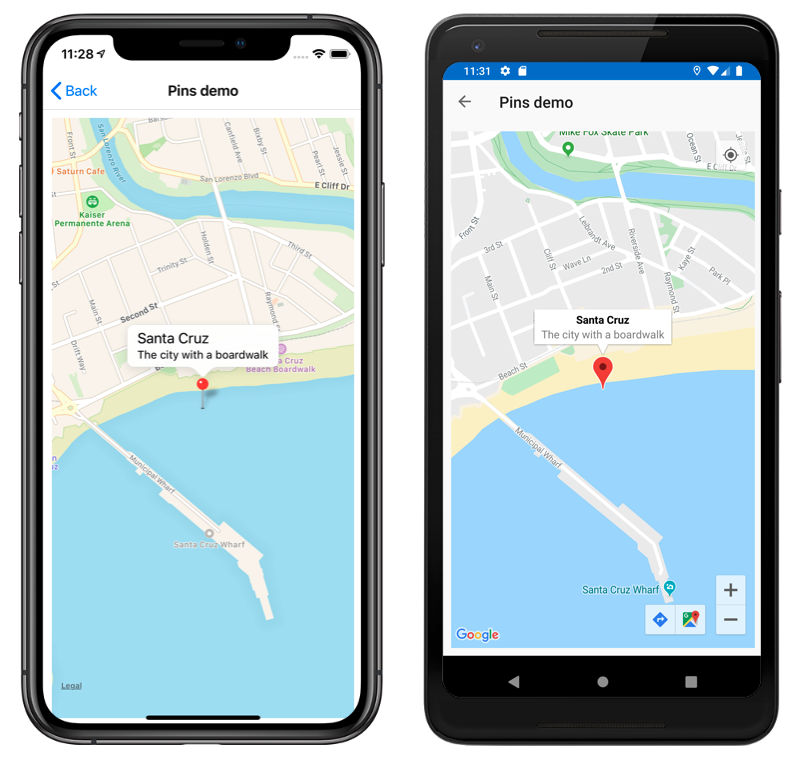 11:28
Back
Pins demo
Front St
San Lorenzo River
Canfield Ave
Bixby St
Pearl St
Jessie St
Saturn Cafe
San Lorenzo Blvd
E Cliff Dr
Kaiser
Permanente Arena
Holden St
Third St
Trinity St
Main St
Second St
Raymond
Drift Way
Santa Cruz
The city with a boardwalk
Cruz
Beach Boardwalk
Municipal Wharf
Santa Cruz Wharf
Legal
11:31
Pins demo
Mike Fox Skate Park
Ocean St
E Cliff Dr
Front St
Lebrandt Ave
Riverside Ave
3rd St
Cliff St
Wave Ln
2nd St
Kaye St
Park Pl
Main St
Raymond St
Santa Cruz
The city with a boardwalk
Beach St
Municipal Wharf
Santa Cruz Wharf
Google